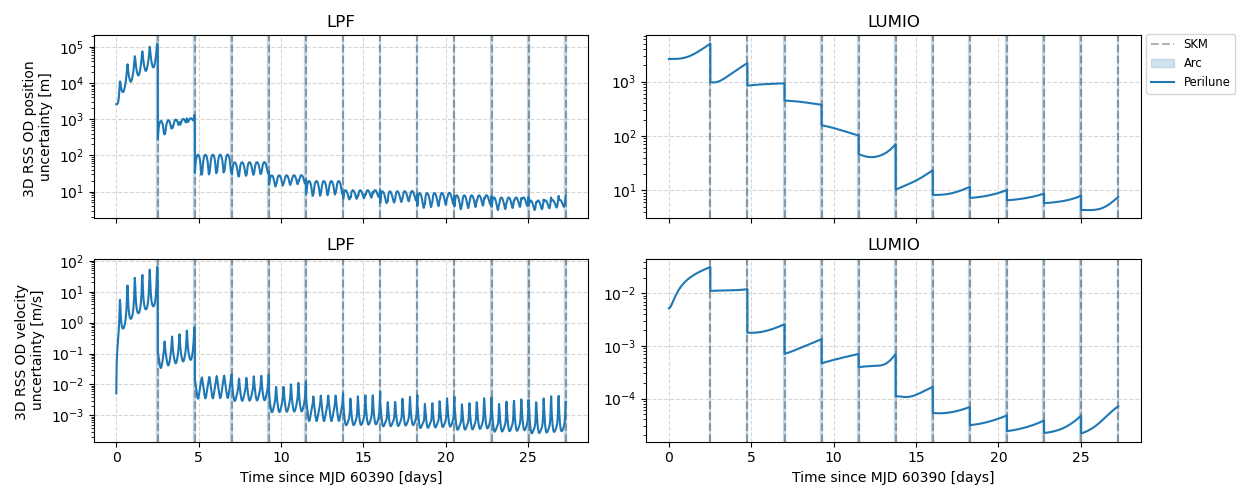 LPF
LUMIO
3D RSS OD position
uncertainty [m]
10^5
10^4
10^3
10^2
10^1
10^3
10^2
10^1
SKM
Arc
Perilune
LPF
LUMIO
3D RSS OD velocity
uncertainty [m/s]
10^2
10^1
10^0
10^−1
10^−2
10^−3
10^−2
10^−3
10^−4
0 5 10 15 20 25
0 5 10 15 20 25
Time since MJD 60390 [days]
Time since MJD 60390 [days]